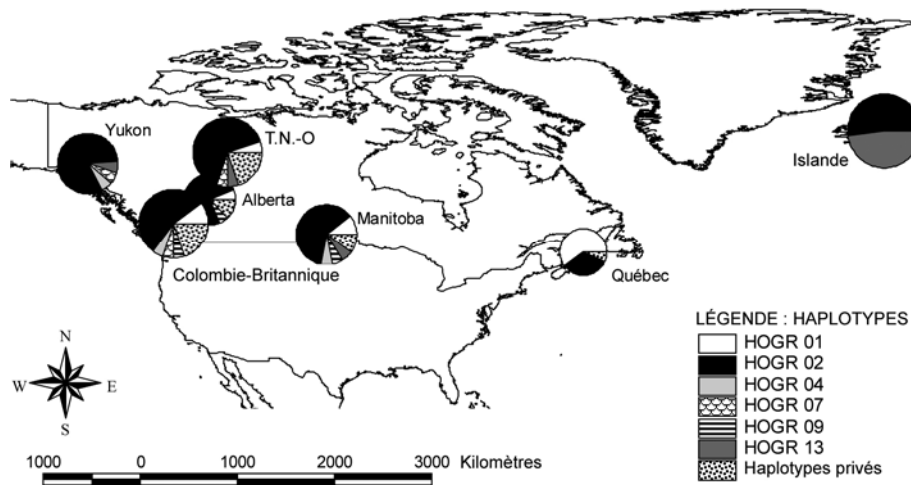 Yukon
T.N.-O
Alberta
Manitoba
Colombie-Britannique
Québec
Islande
LÉGENDE : HAPLOTYPES
HOGR 01
HOGR 02
HOGR 04
HOGR 07
HOGR 09
HOGR 13
Haplotypes privés
N
W E
S
1000 0 1000 2000 3000 Kilomètres